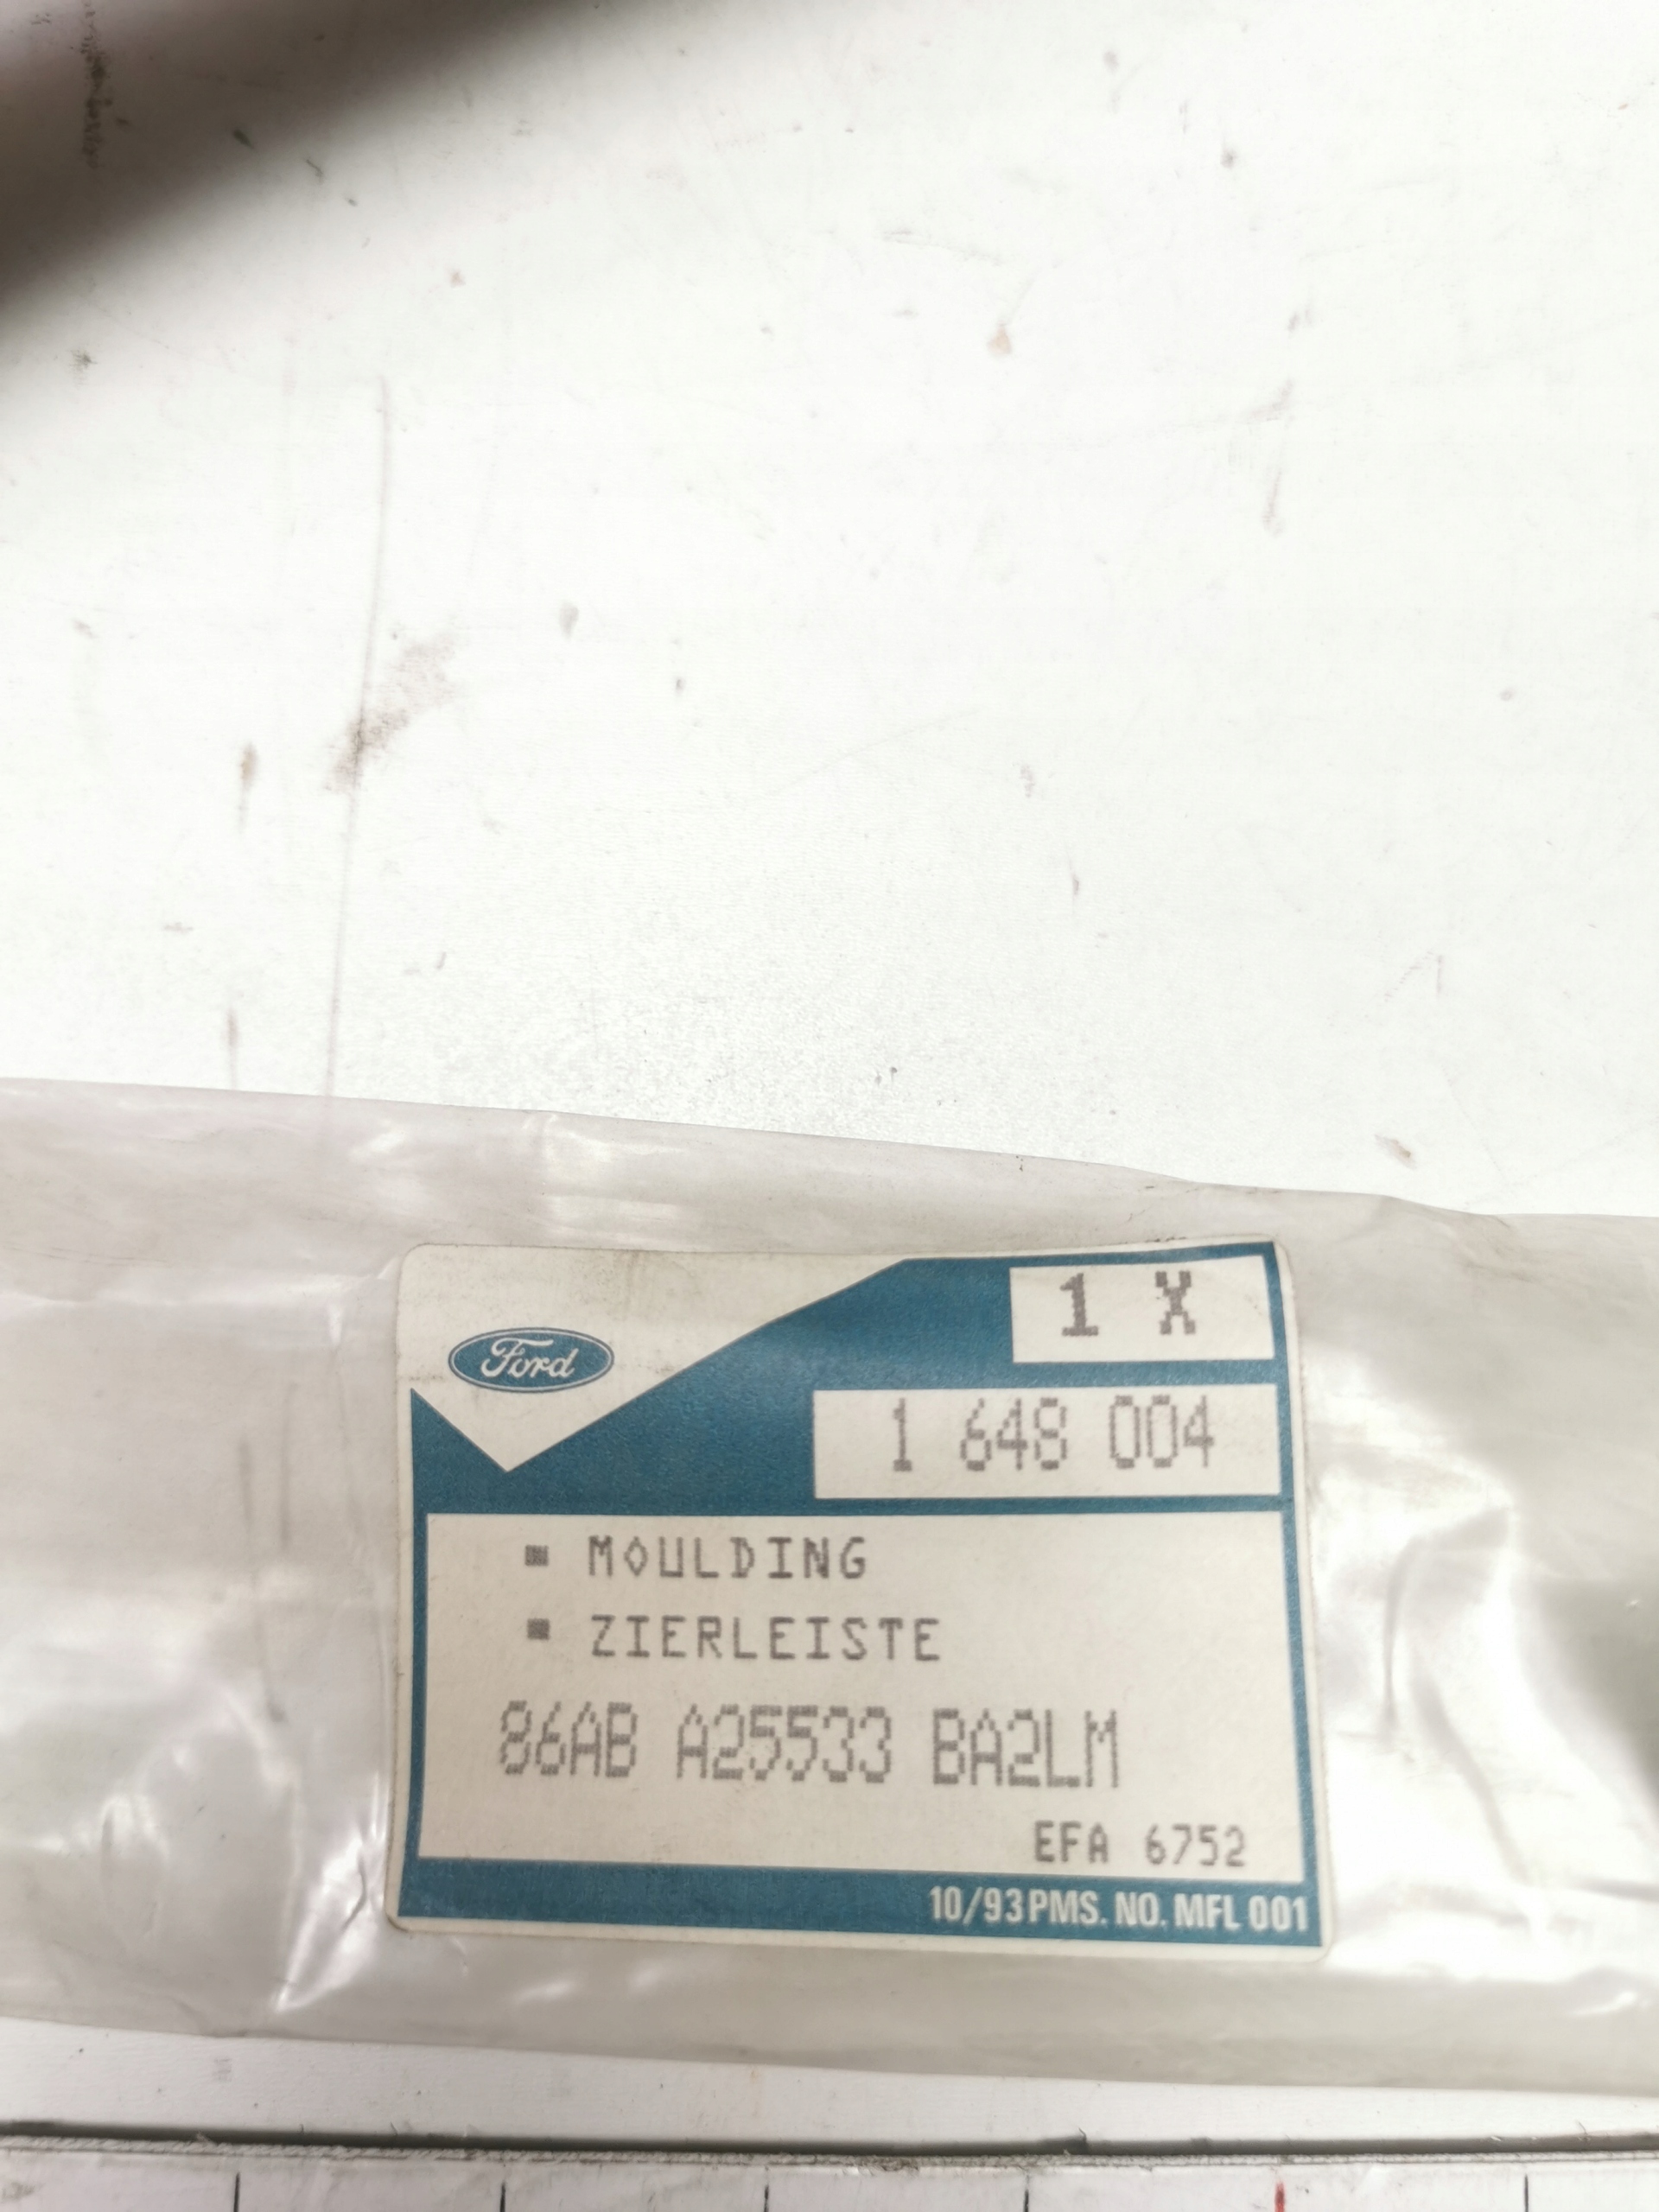 Ford
1 X
1 648 004
▪ MOULDING
▪ ZIERLEISTE
86AB A25533 BA2LM
EFA 6752
10/93 PMS. NO. MFL 001